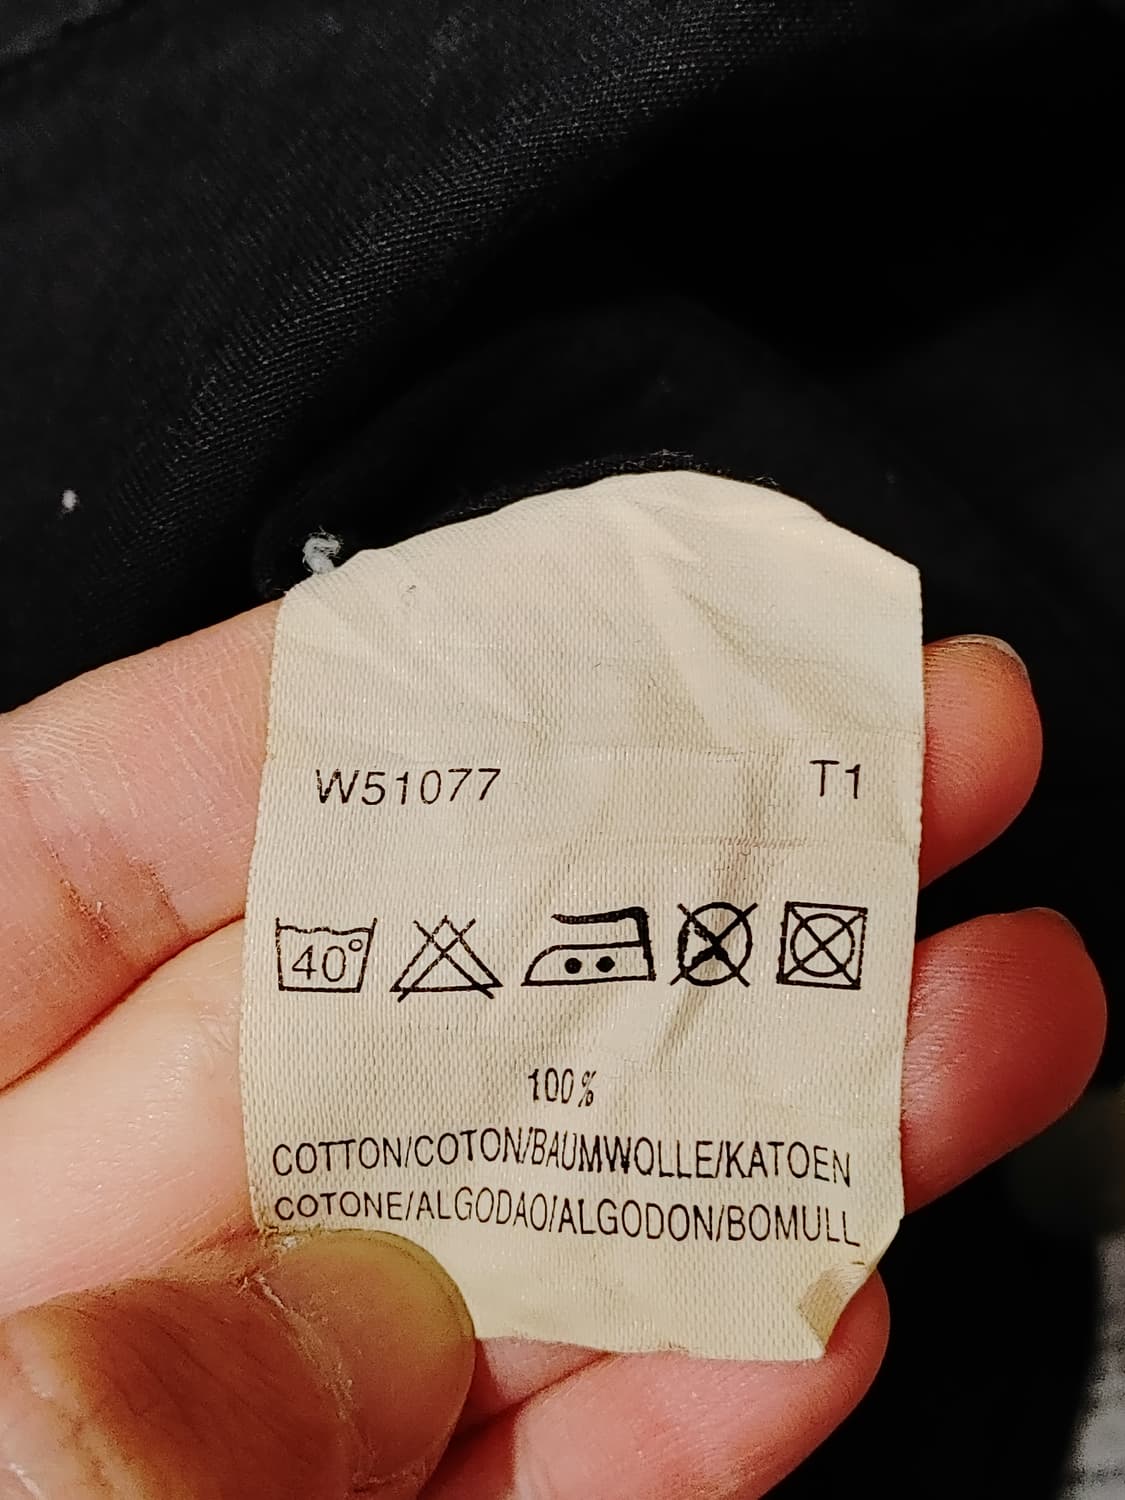 W51077 T1
40°
100%
COTTON/COTON/BAUMWOLLE/KATOEN
COTONE/ALGODAO/ALGODON/BOMULL